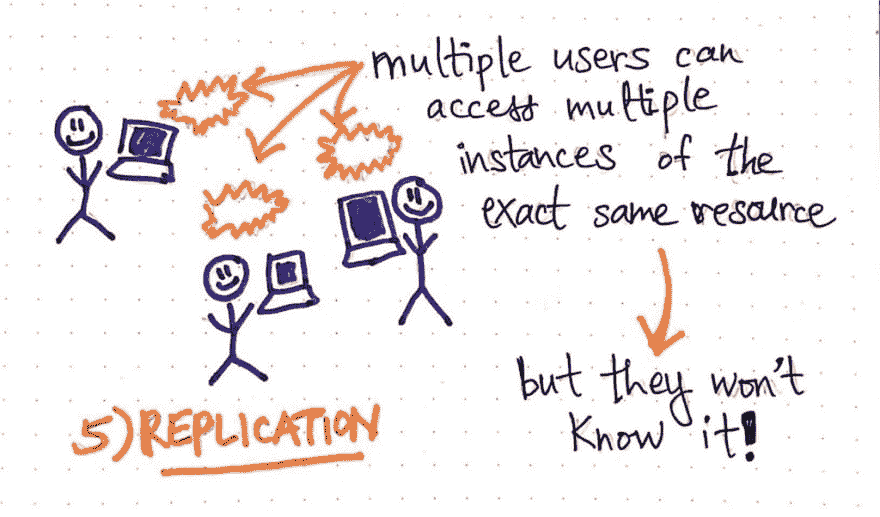 multiple users can
access multiple
instances of the
exact same resource
but they won't
know it!
5) REPLICATION